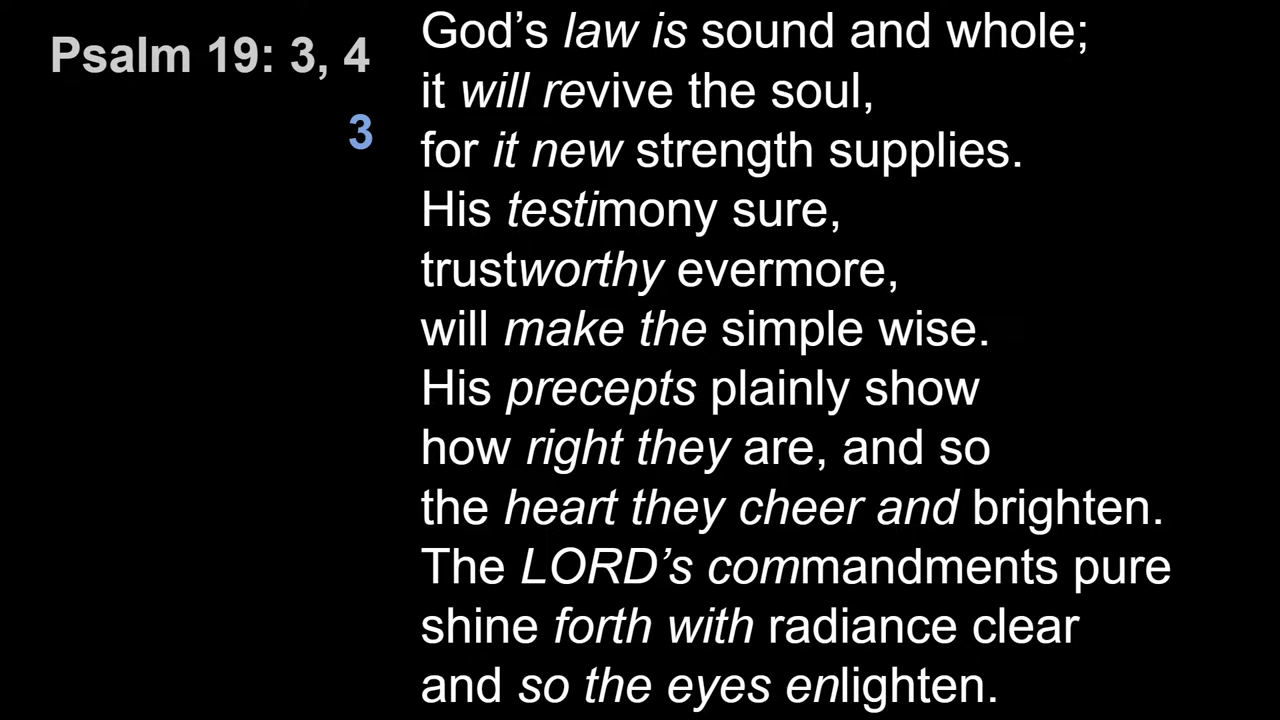 Psalm 19: 3, 4
3
God’s law is sound and whole;
it will revive the soul,
for it new strength supplies.
His testimony sure,
trustworthy evermore,
will make the simple wise.
His precepts plainly show
how right they are, and so
the heart they cheer and brighten.
The LORD’s commandments pure
shine forth with radiance clear
and so the eyes enlighten.